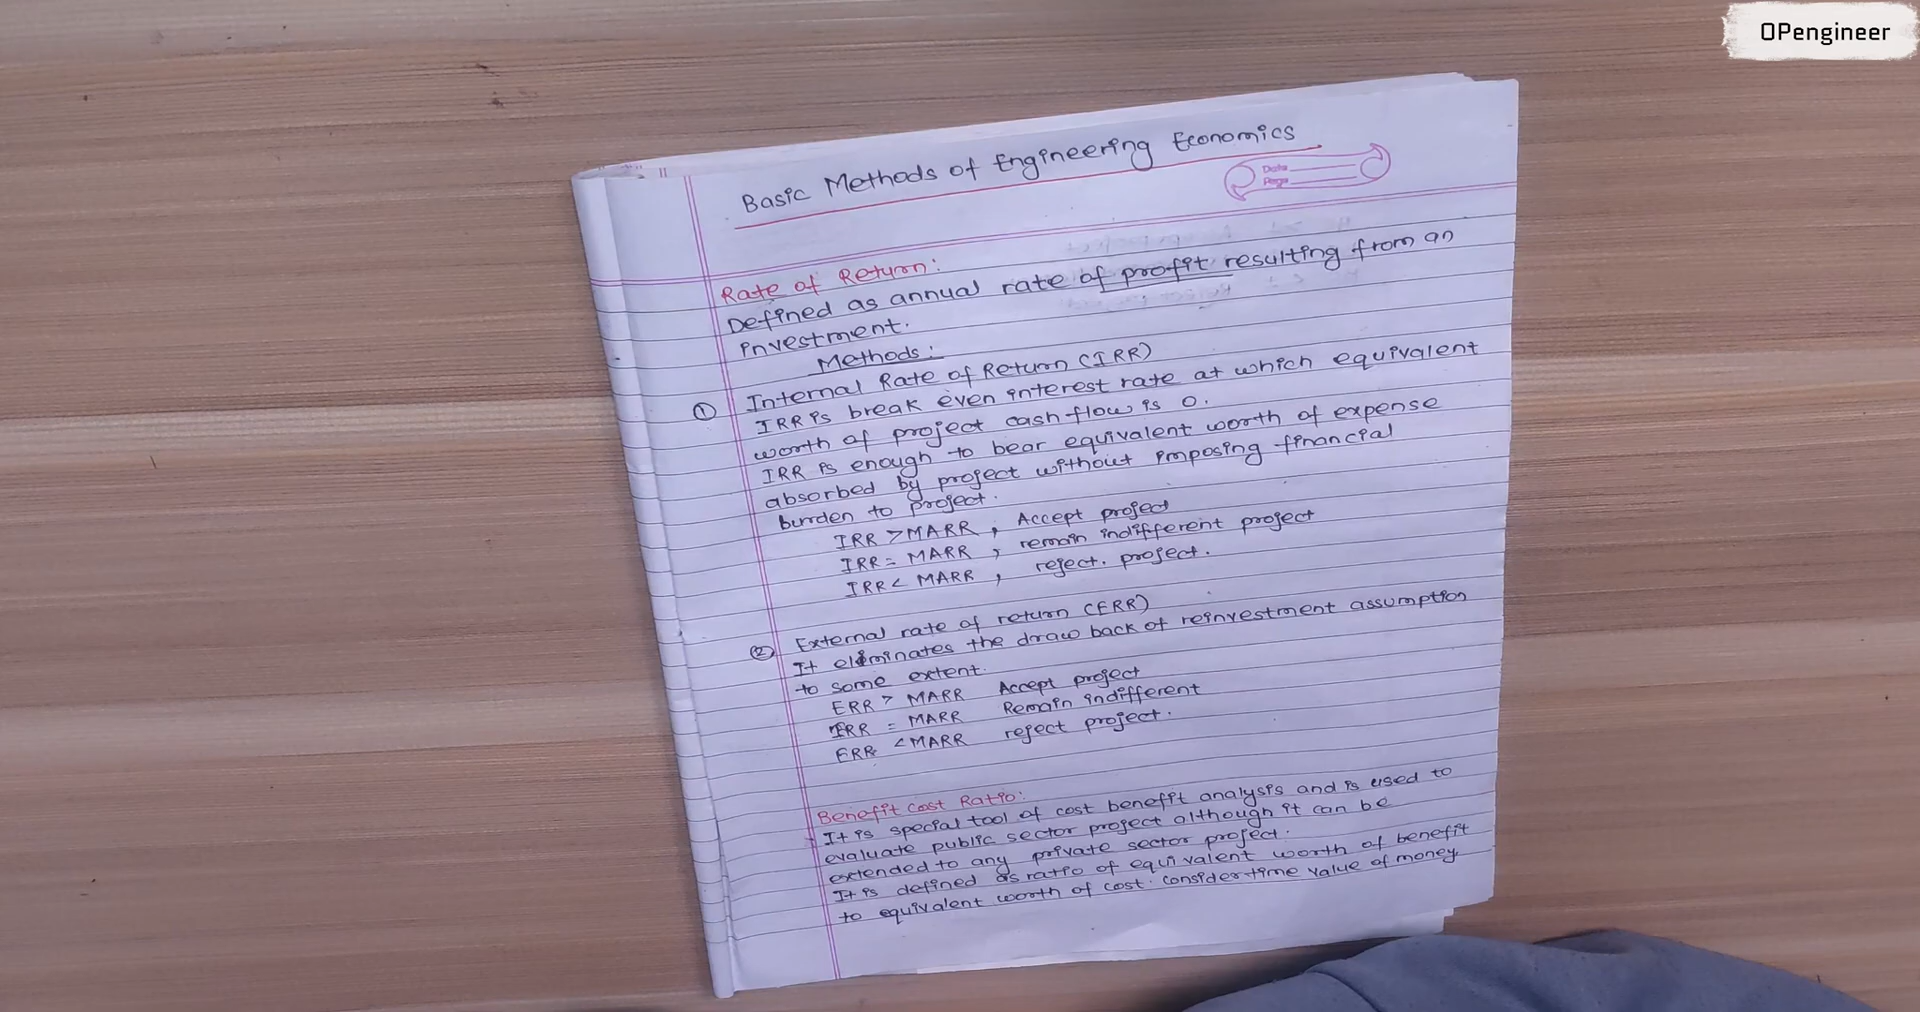 OPengineer
Basic Methods of Engineering Economics
Date
Page
Rate of Return:
Defined as annual rate of profit resulting from an
investment.
Methods:
① Internal Rate of Return (IRR)
IRR is break even interest rate at which equivalent
worth of project cash flow is 0.
IRR is enough to bear equivalent worth of expense
absorbed by project without imposing financial
burden to project.
IRR > MARR , Accept project
IRR = MARR , remain indifferent project
IRR < MARR , reject. project.
② External rate of return (ERR)
It eliminates the draw back of reinvestment assumption
to some extent.
ERR > MARR Accept project
ERR = MARR Remain indifferent
ERR < MARR reject project.
Benefit cost Ratio:
It is special tool of cost benefit analysis and is used to
evaluate public sector project although it can be
extended to any private sector project.
It is defined as ratio of equivalent worth of benefit
to equivalent worth of cost. consider time value of money